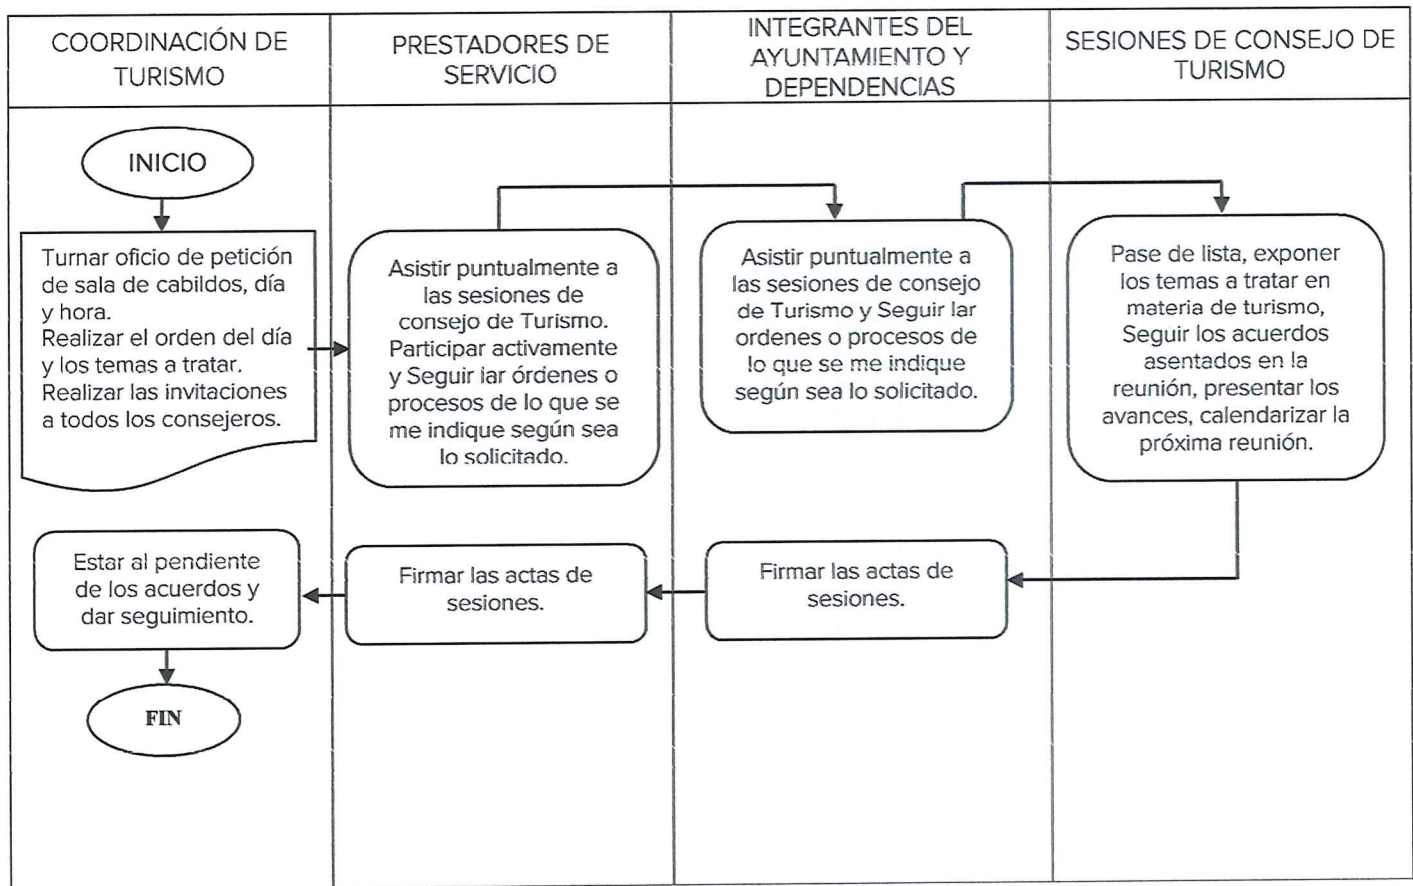 COORDINACIÓN DE
TURISMO
PRESTADORES DE
SERVICIO
INTEGRANTES DEL
AYUNTAMIENTO Y
DEPENDENCIAS
SESIONES DE CONSEJO DE
TURISMO
INICIO
Turnar oficio de petición
de sala de cabildos, día
y hora.
Realizar el orden del día
y los temas a tratar.
Realizar las invitaciones
a todos los consejeros.
Asistir puntualmente a
las sesiones de
consejo de Turismo.
Participar activamente
y Seguir lar órdenes o
procesos de lo que se
me indique según sea
lo solicitado.
Asistir puntualmente a
las sesiones de consejo
de Turismo y Seguir lar
ordenes o procesos de
lo que se me indique
según sea lo solicitado.
Pase de lista, exponer
los temas a tratar en
materia de turismo,
Seguir los acuerdos
asentados en la
reunión, presentar los
avances, calendarizar la
próxima reunión.
Estar al pendiente
de los acuerdos y
dar seguimiento.
Firmar las actas de
sesiones.
Firmar las actas de
sesiones.
FIN